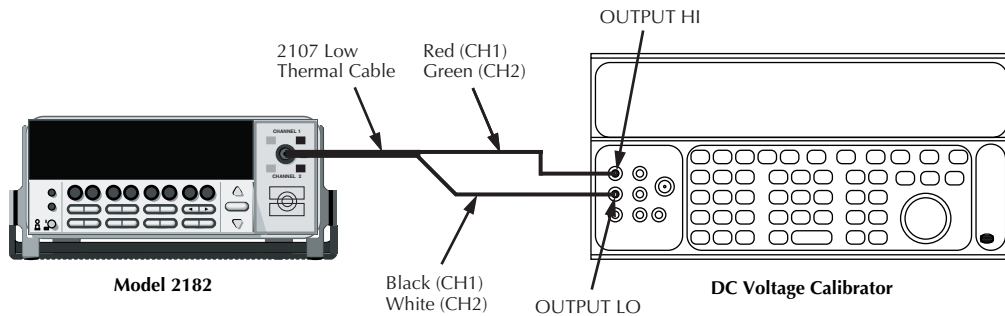 OUTPUT HI
2107 Low
Thermal Cable
Red (CH1)
Green (CH2)
CHANNEL 1
CHANNEL 2
Model 2182
Black (CH1)
White (CH2)
OUTPUT LO
DC Voltage Calibrator